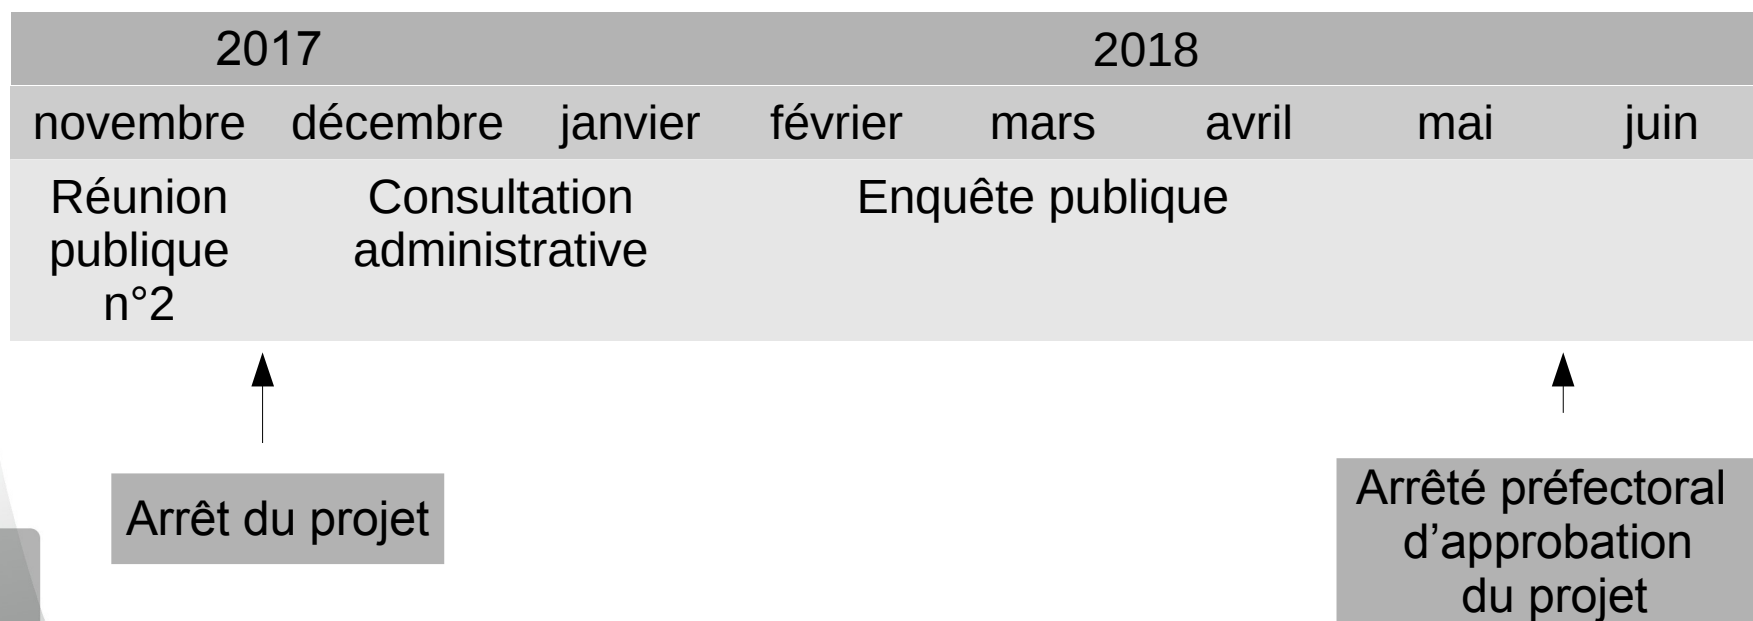 2017 2018
novembre décembre janvier février mars avril mai juin
Réunion
publique
n°2
Consultation
administrative
Enquête publique
Arrêt du projet
Arrêté préfectoral
d’approbation
du projet